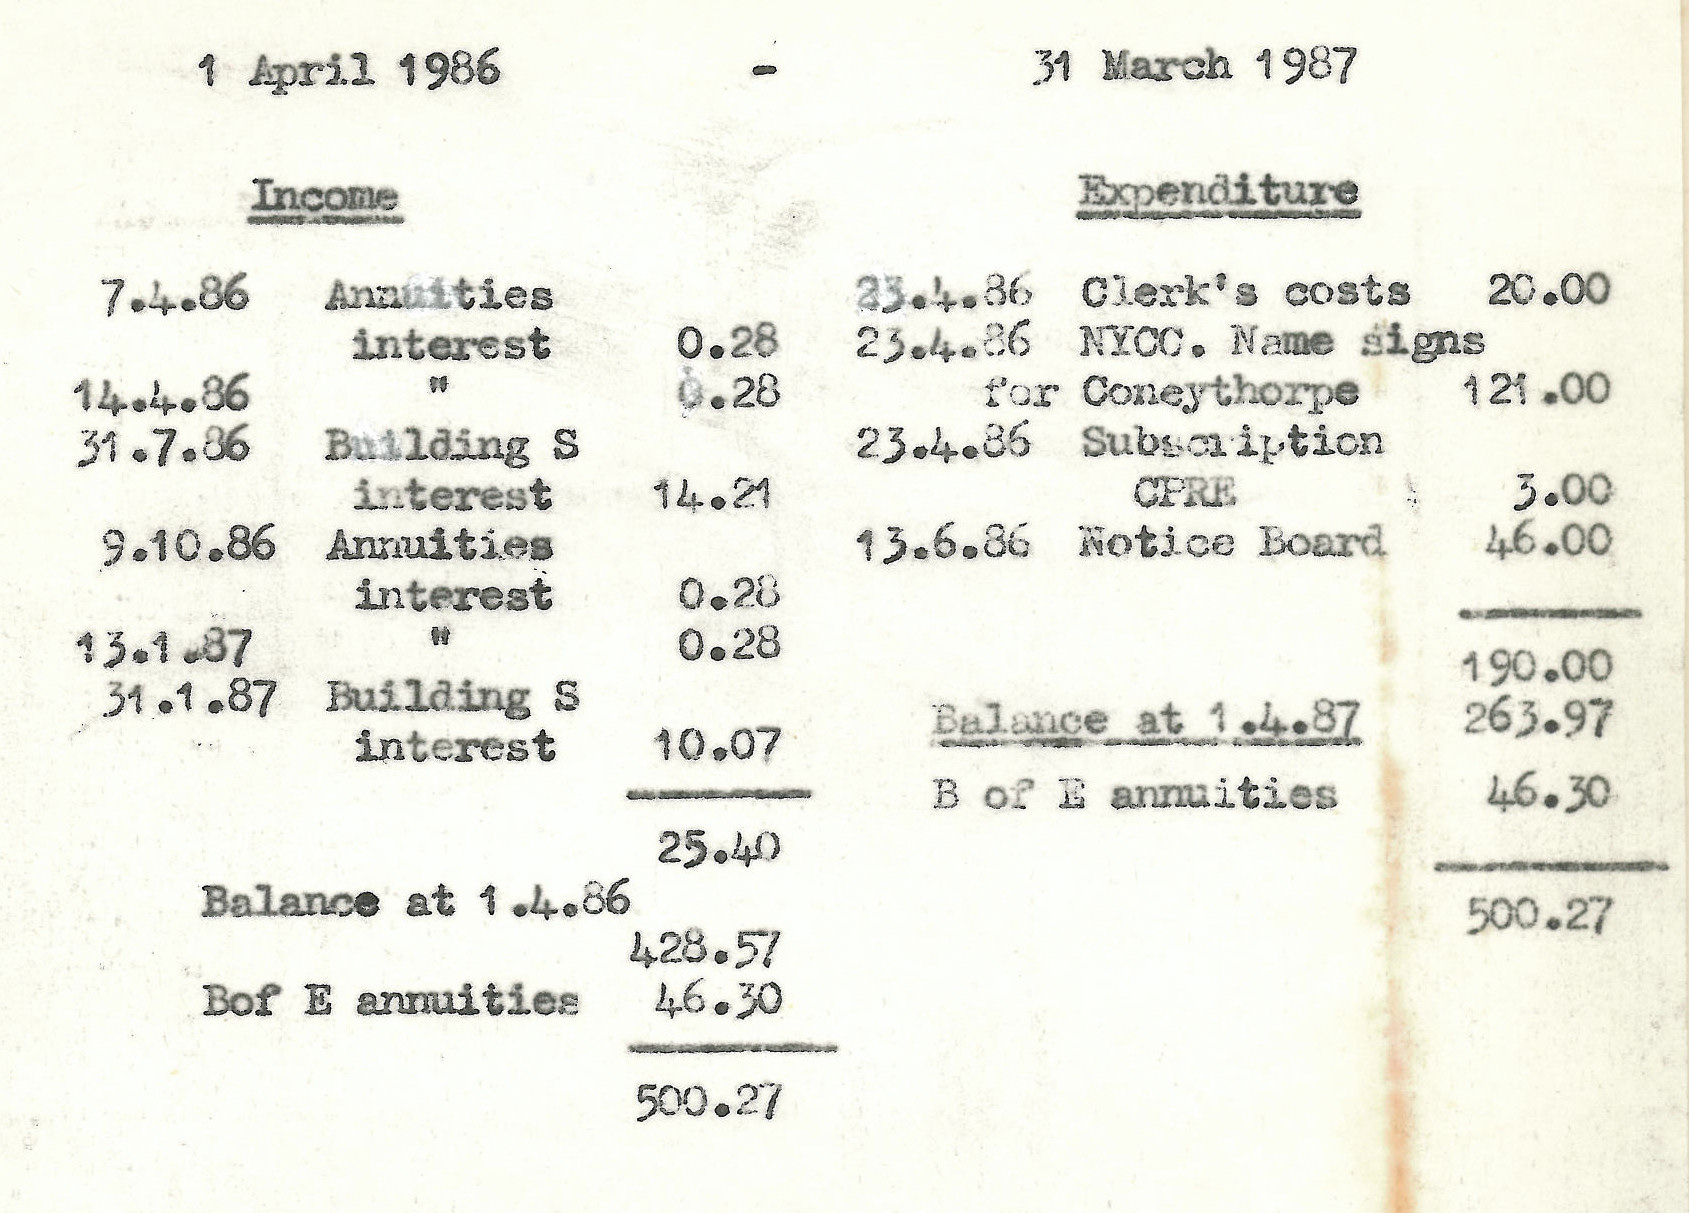 1 April 1986 - 31 March 1987
Income
7.4.86 Annuities
interest 0.28
14.4.86 " 0.28
31.7.86 Building S
interest 14.21
9.10.86 Annuities
interest 0.28
13.1.87 " 0.28
31.1.87 Building S
interest 10.07
25.40
Balance at 1.4.86
428.57
Bof E annuities 46.30
500.27
Expenditure
23.4.86 Clerk's costs 20.00
23.4.86 NYCC. Name signs
for Coneythorpe 121.00
23.4.86 Subscription
CPRE 3.00
13.6.86 Notice Board 46.00
190.00
Balance at 1.4.87 263.97
B of E annuities 46.30
500.27